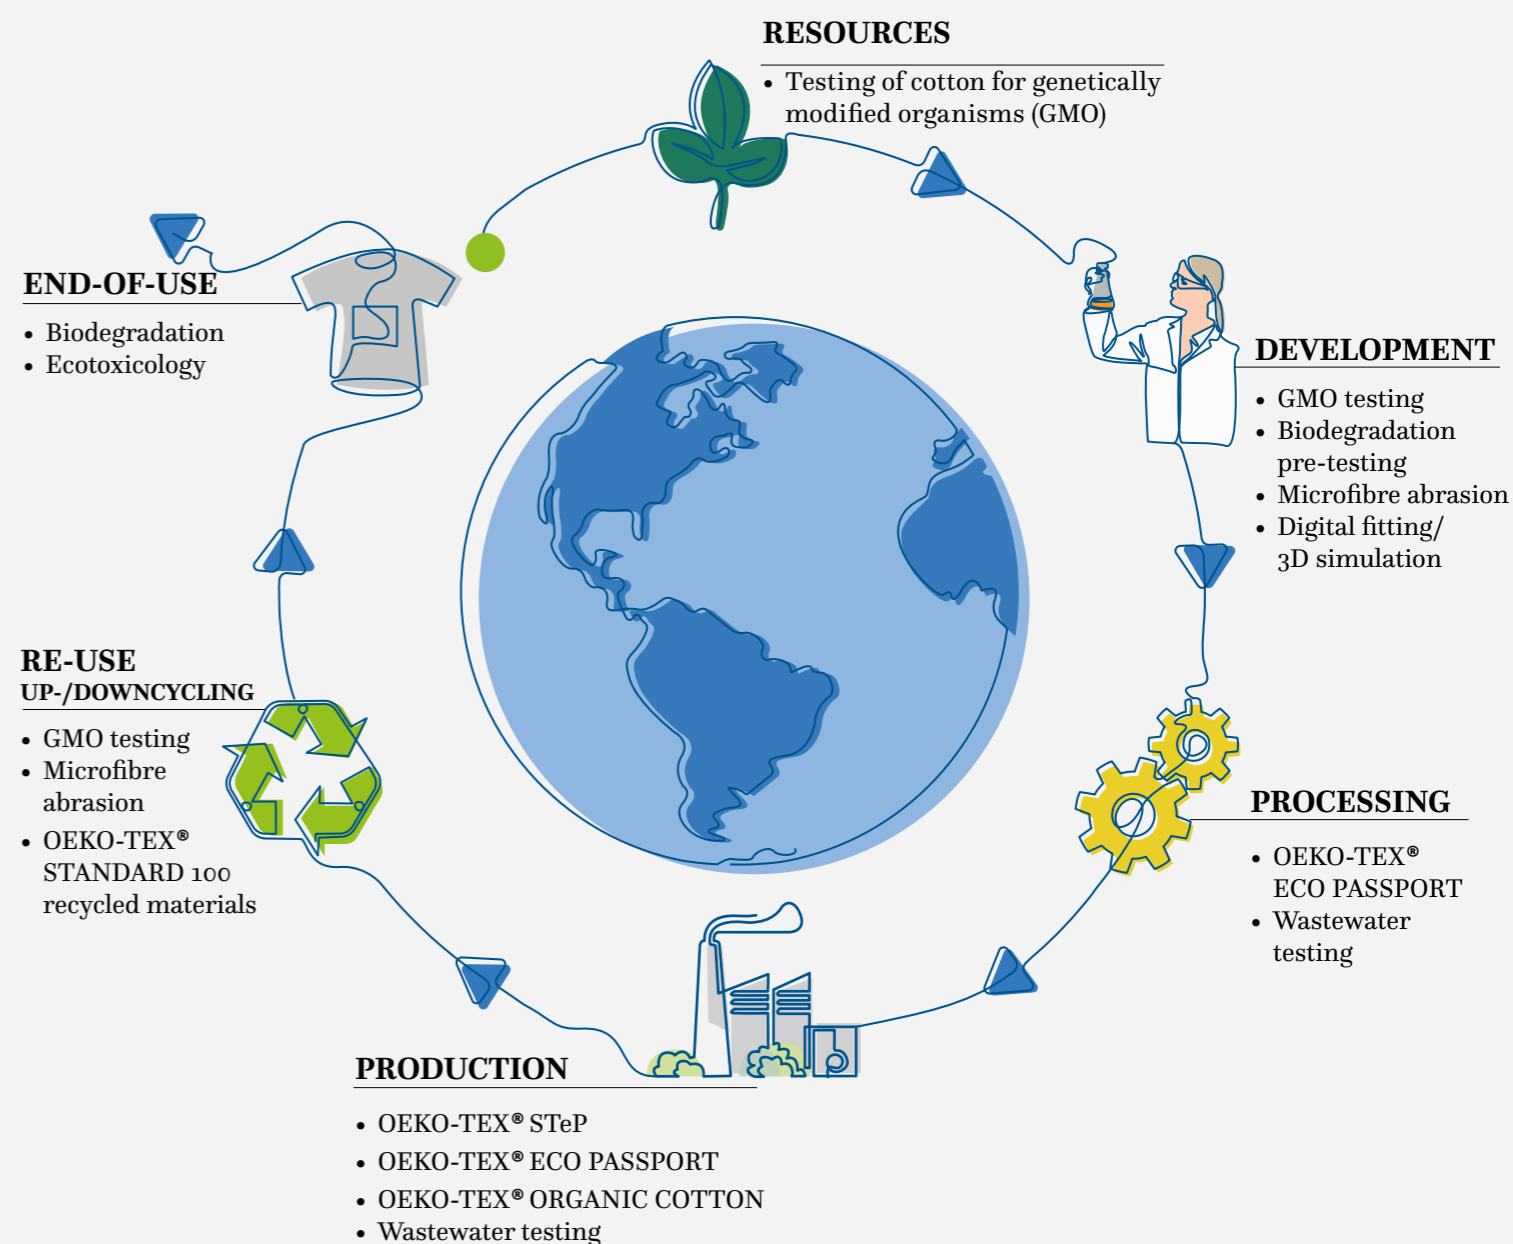 RESOURCES
• Testing of cotton for genetically
modified organisms (GMO)
END-OF-USE
• Biodegradation
• Ecotoxicology
DEVELOPMENT
• GMO testing
• Biodegradation
pre-testing
• Microfibre abrasion
• Digital fitting/
3D simulation
RE-USE
UP-/DOWNCYCLING
• GMO testing
• Microfibre
abrasion
• OEKO-TEX®
STANDARD 100
recycled materials
PROCESSING
• OEKO-TEX®
ECO PASSPORT
• Wastewater
testing
PRODUCTION
• OEKO-TEX® STeP
• OEKO-TEX® ECO PASSPORT
• OEKO-TEX® ORGANIC COTTON
• Wastewater testing